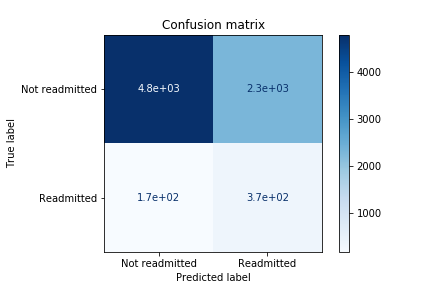 Confusion matrix
Not readmitted
4.8e+03 2.3e+03
4000
3000
2000
1000
True label
Readmitted
1.7e+02 3.7e+02
Not readmitted Readmitted
Predicted label